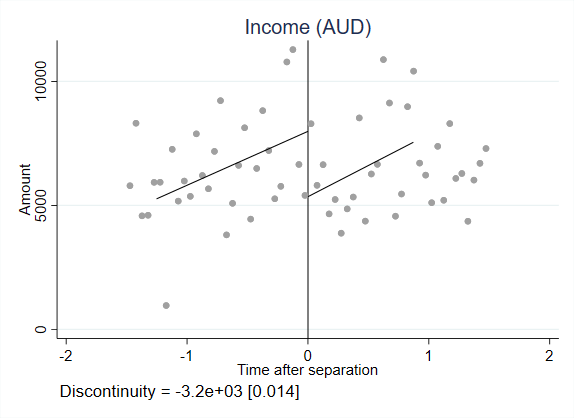 Income (AUD)
Amount
10000
5000
0
-2 -1 0 1 2
Time after separation
Discontinuity = -3.2e+03 [0.014]